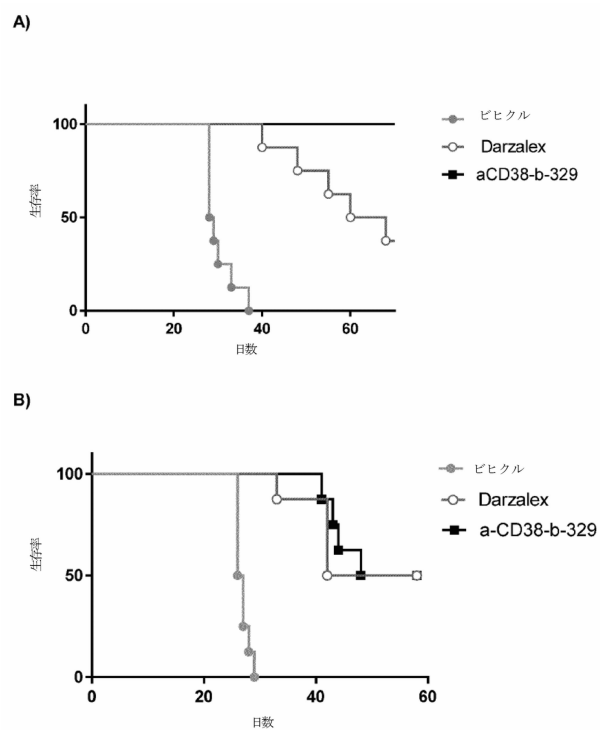 A)
ビヒクル
Darzalex
aCD38-b-329
生存率
100
50
0
0 20 40 60
日数
B)
ビヒクル
Darzalex
a-CD38-b-329
生存率
100
50
0
0 20 40 60
日数